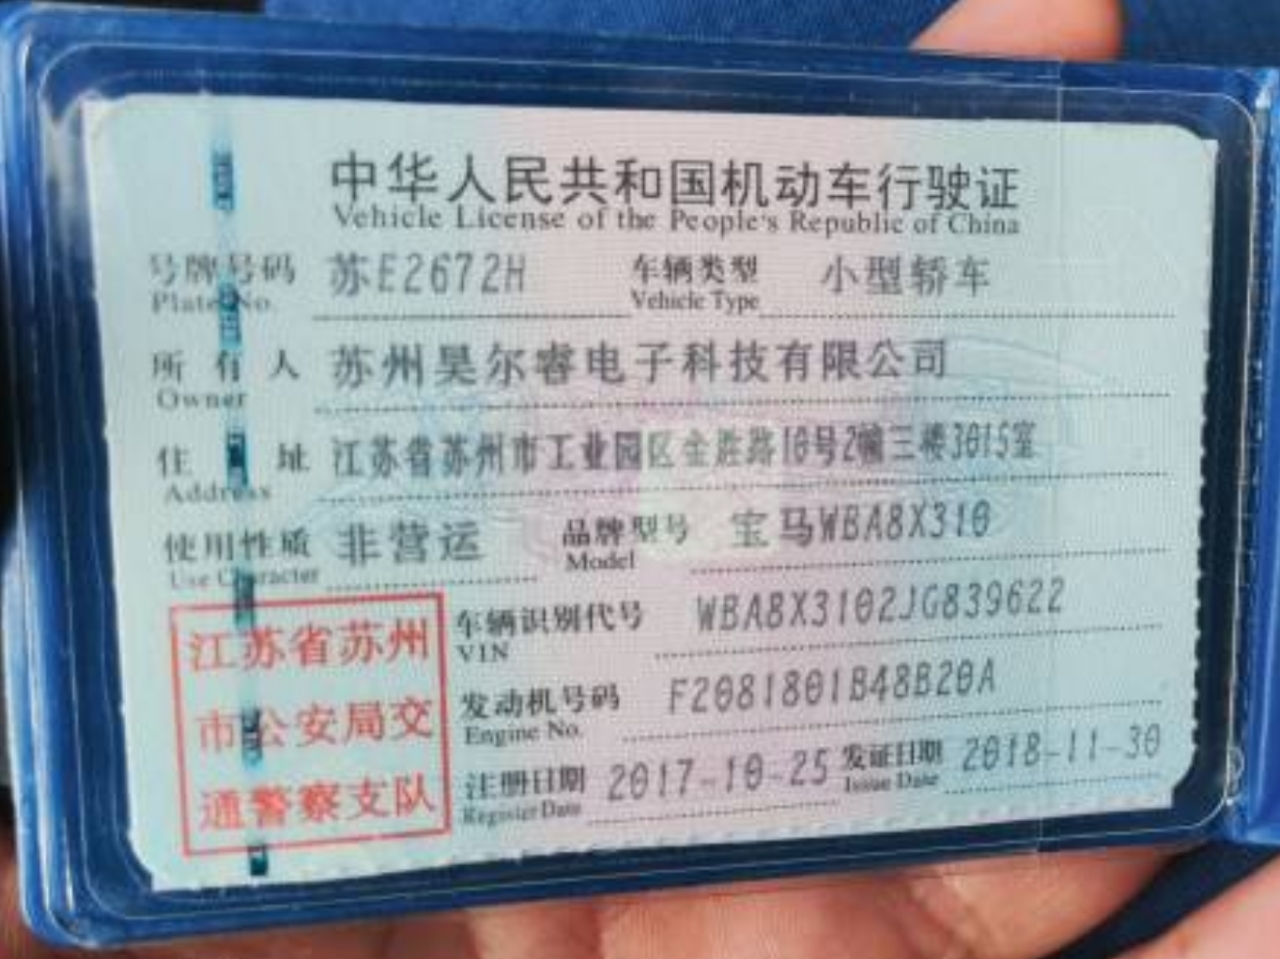 中华人民共和国机动车行驶证
Vehicle License of the People's Republic of China
号牌号码 苏E2672H 车辆类型 小型轿车
Plate No. Vehicle Type
所有人 苏州昊尔睿电子科技有限公司
Owner
住址 江苏省苏州市工业园区金胜路10号2幢三楼3015室
Address
使用性质 非营运 品牌型号 宝马WBA8X310
Use Character Model
车辆识别代号 WBA8X3102JG839622
VIN
发动机号码 F2081801B48B20A
Engine No.
注册日期 2017-10-25 发证日期 2018-11-30
Register Date Issue Date
江苏省苏州
市公安局交
通警察支队